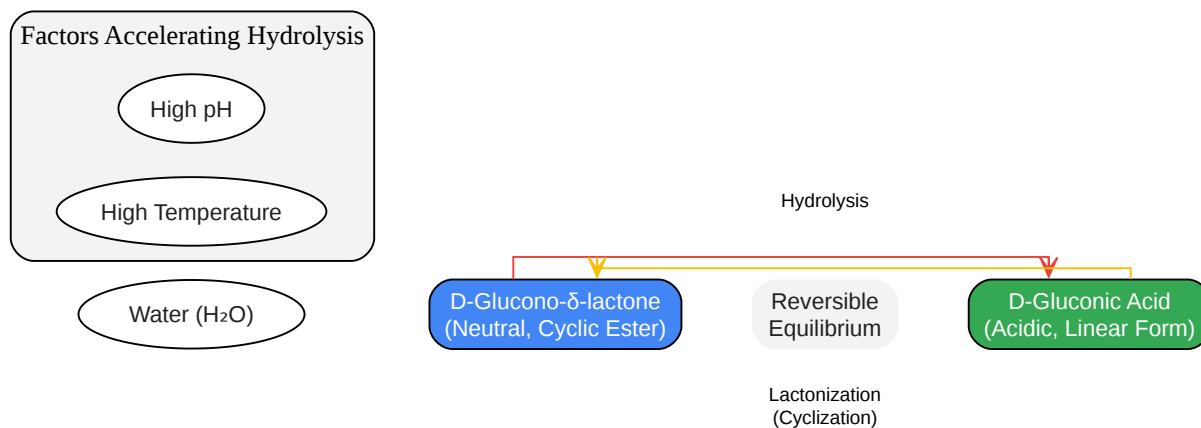 Factors Accelerating Hydrolysis
High pH
High Temperature
Water (H₂O)
Hydrolysis
D-Glucono-δ-lactone
(Neutral, Cyclic Ester)
Reversible
Equilibrium
D-Gluconic Acid
(Acidic, Linear Form)
Lactonization
(Cyclization)